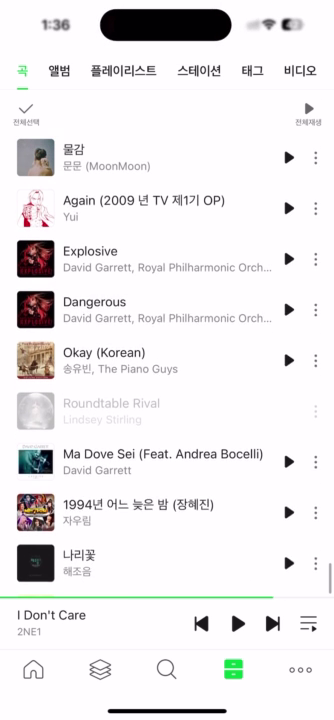 1:36
곡 앨범 플레이리스트 스테이션 태그 비디오
전체선택 전체재생
물감
문문 (MoonMoon)
Again (2009 년 TV 제1기 OP)
Yui
Explosive
David Garrett, Royal Philharmonic Orch...
Dangerous
David Garrett, Royal Philharmonic Orch...
Okay (Korean)
송유빈, The Piano Guys
Roundtable Rival
Lindsey Stirling
Ma Dove Sei (Feat. Andrea Bocelli)
David Garrett
1994년 어느 늦은 밤 (장혜진)
자우림
나리꽃
해조음
I Don't Care
2NE1